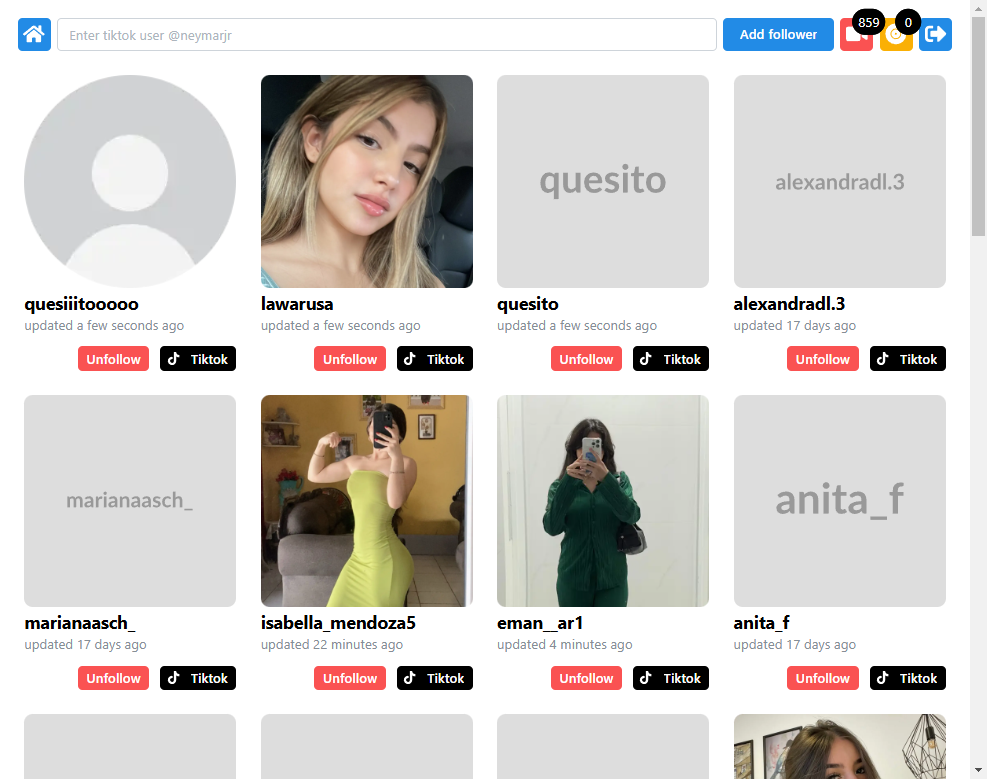 Enter tiktok user @neymarjr
Add follower
859
0
quesito
alexandradl.3
quesiiitooooo
lawarusa
quesito
alexandradl.3
updated a few seconds ago
updated a few seconds ago
updated a few seconds ago
updated 17 days ago
Unfollow
Tiktok
Unfollow
Tiktok
Unfollow
Tiktok
Unfollow
Tiktok
marianaasch_
anita_f
marianaasch_
isabella_mendoza5
eman__ar1
anita_f
updated 17 days ago
updated 22 minutes ago
updated 4 minutes ago
updated 17 days ago
Unfollow
Tiktok
Unfollow
Tiktok
Unfollow
Tiktok
Unfollow
Tiktok